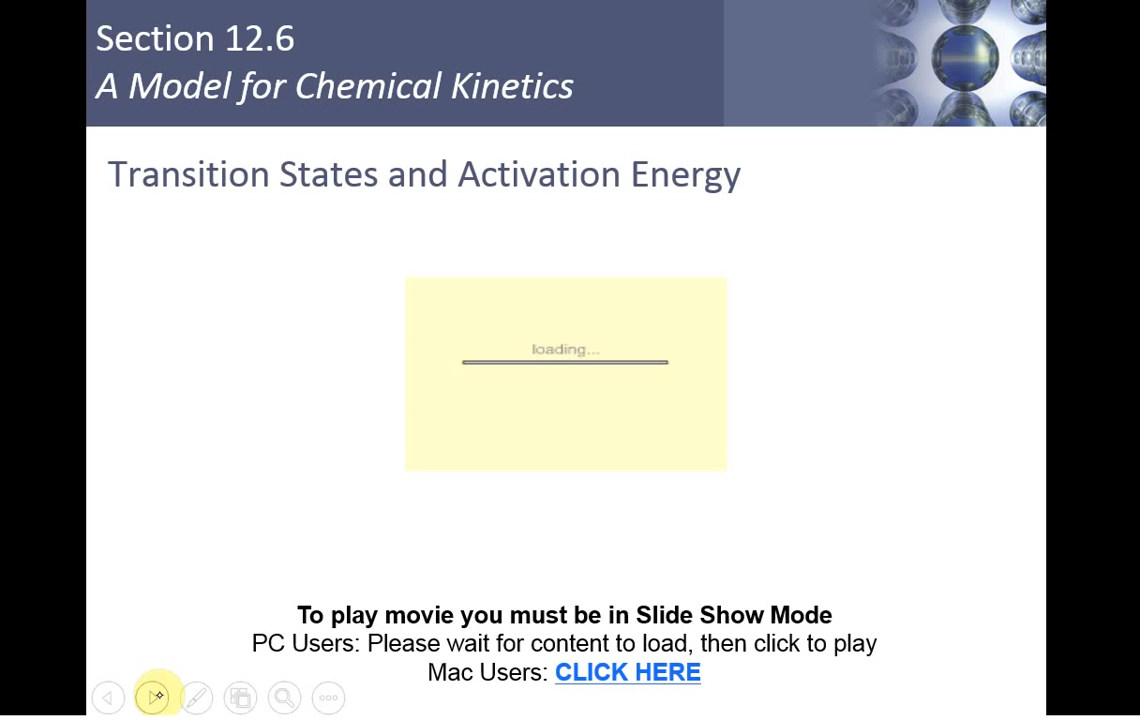 Section 12.6
A Model for Chemical Kinetics
Transition States and Activation Energy
loading...
To play movie you must be in Slide Show Mode
PC Users: Please wait for content to load, then click to play
Mac Users: CLICK HERE